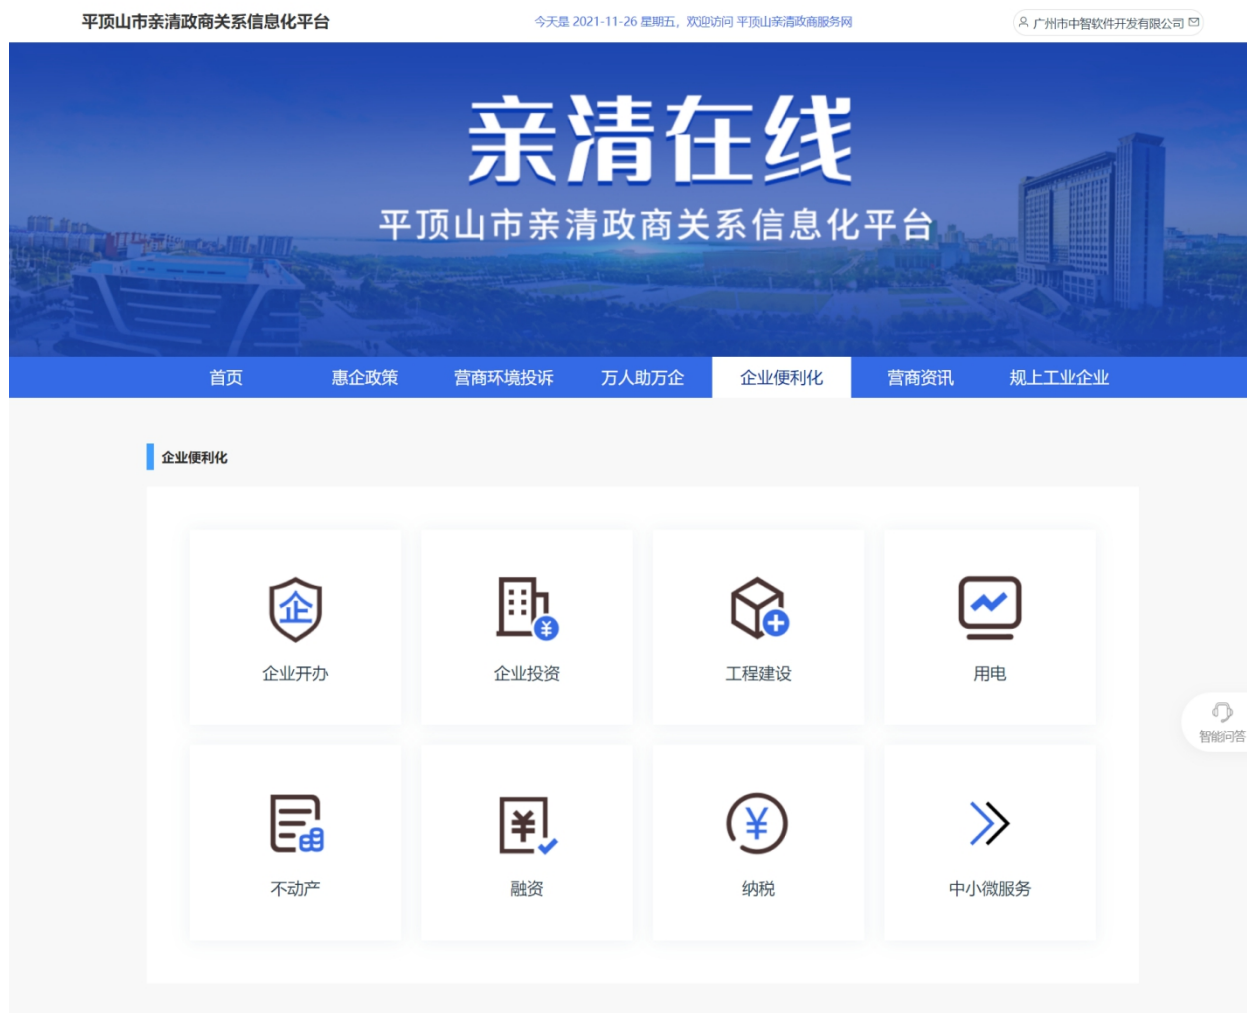 平顶山市亲清政商关系信息化平台
今天是 2021-11-26 星期五，欢迎访问 平顶山亲清政商服务网
广州市中智软件开发有限公司
亲清在线
平顶山市亲清政商关系信息化平台
首页 惠企政策 营商环境投诉 万人助万企 企业便利化 营商资讯 规上工业企业
企业便利化
企
¥
企业开办 企业投资 工程建设 用电
智能问答
¥ ¥
不动产 融资 纳税 中小微服务